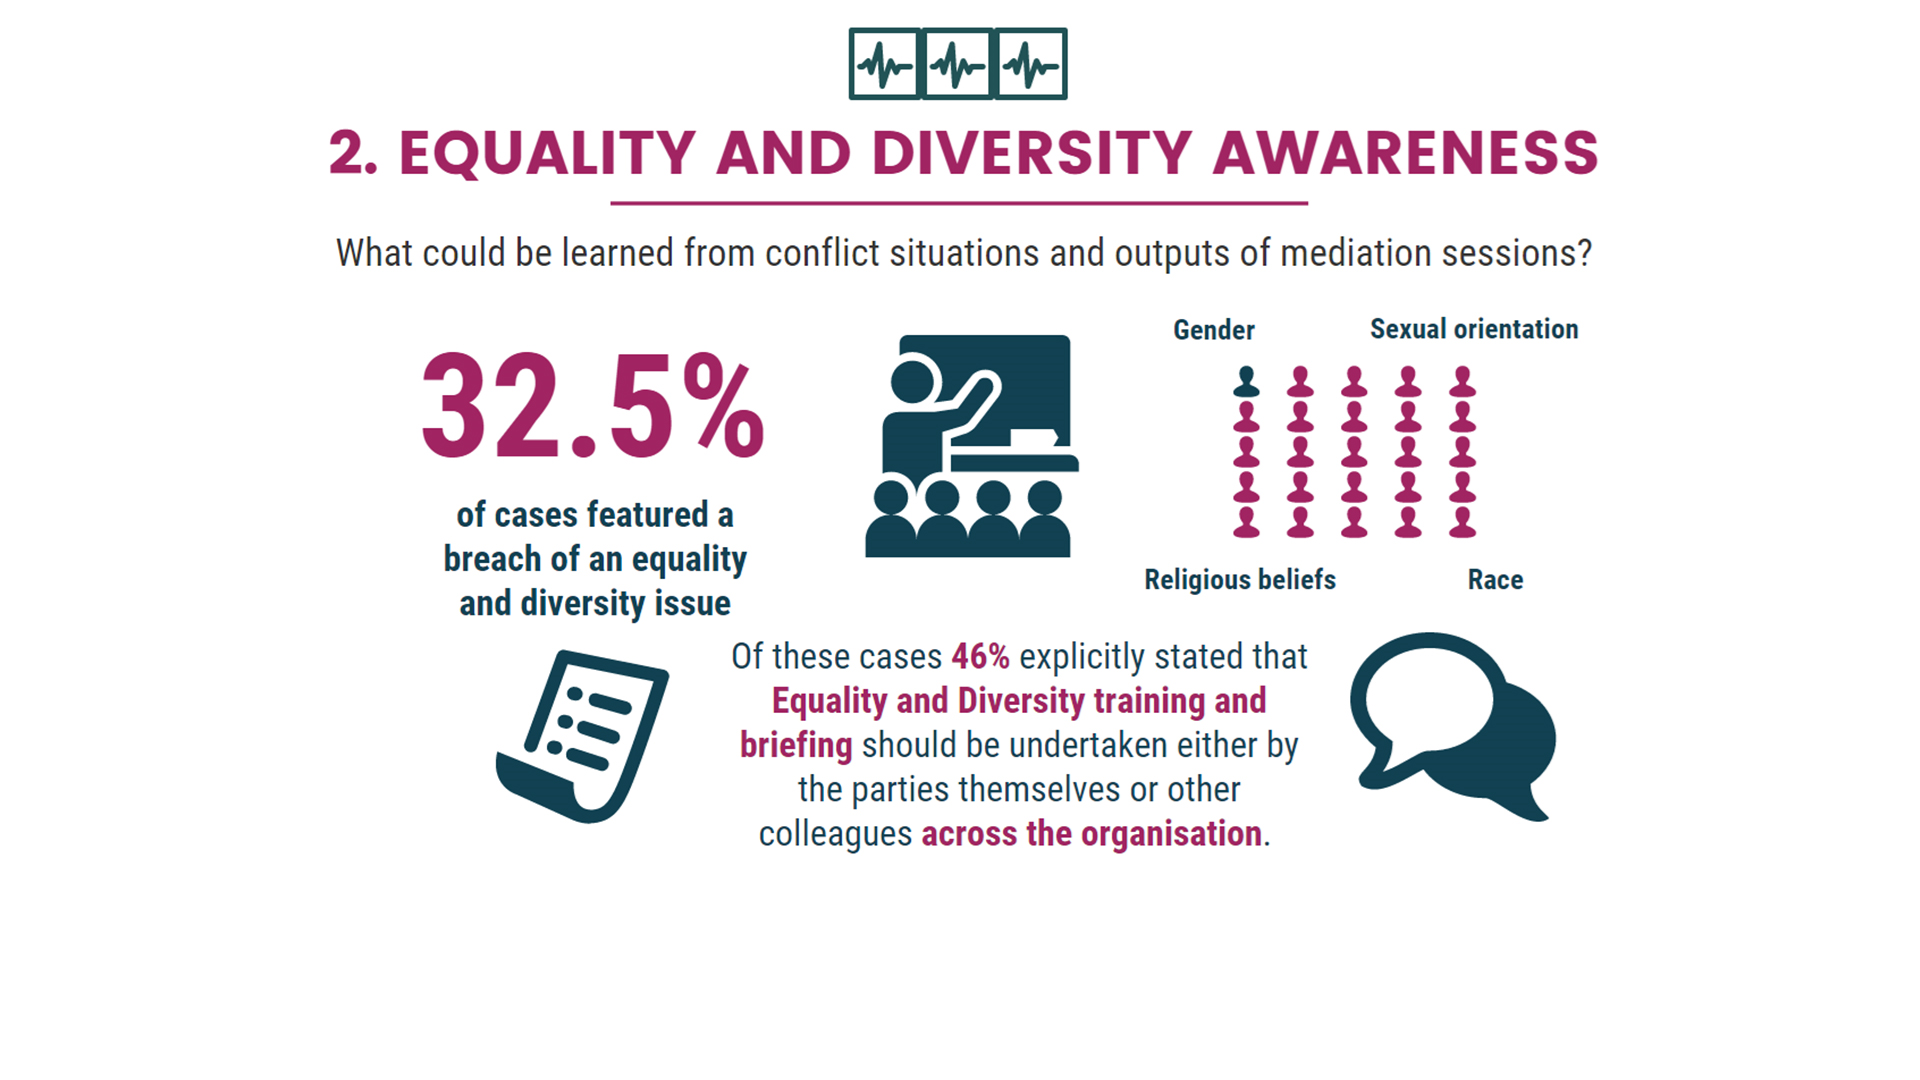 2. EQUALITY AND DIVERSITY AWARENESS
What could be learned from conflict situations and outputs of mediation sessions?
32.5%
of cases featured a
breach of an equality
and diversity issue
Gender
Sexual orientation
Religious beliefs
Race
Of these cases 46% explicitly stated that
Equality and Diversity training and
briefing should be undertaken either by
the parties themselves or other
colleagues across the organisation.